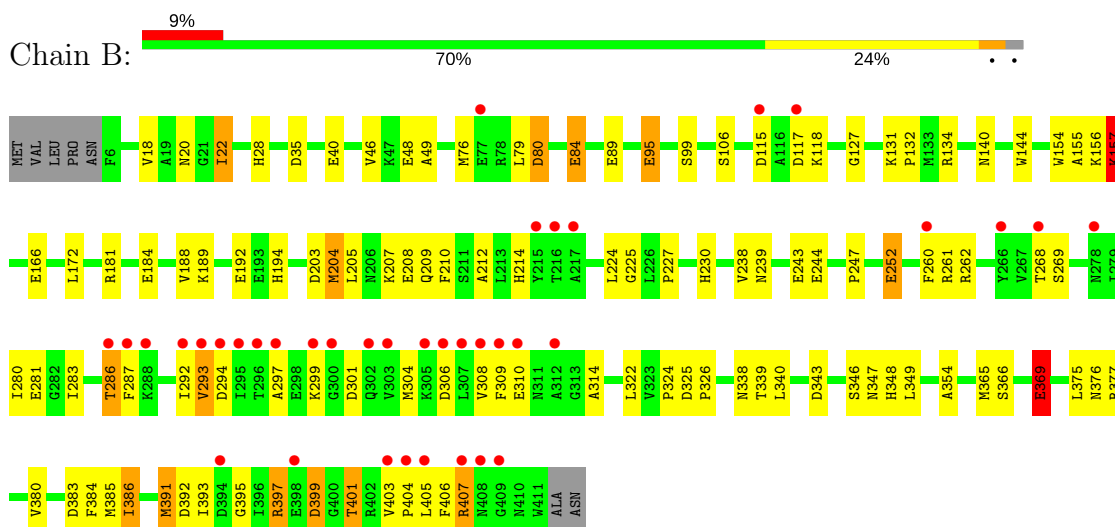 9%
Chain B:
70% 24% • •
MET VAL LEU PRO ASN F6 V18 A19 N20 G21 I22 H28 D35 E40 V46 K47 E48 A49 M76 E77 R78 L79 D80 E84 E89 E95 S99 S106 D115 A116 D117 K118 G127 K131 P132 M133 R134 N140 W144 W154 A155 K156 K157
E166 L172 R181 E184 V188 K189 E192 E193 H194 D203 M204 L205 N206 K207 E208 Q209 F210 S211 A212 L213 H214 Y215 T216 A217 L224 G225 L226 P227 H230 V238 N239 E243 E244 P247 E252 F260 R261 R262 Y266 V267 T268 S269 N278 I279
I280 E281 G282 I283 T286 F287 K288 I292 V293 D294 I295 T296 A297 E298 K299 G300 D301 Q302 V303 M304 K305 D306 L307 V308 F309 E310 N311 A312 G313 A314 L322 V323 P324 D325 P326 N338 T339 L340 D343 S346 N347 H348 L349 A354 M365 S366 E369 L375 N376 R377
V380 D383 F384 M385 I386 M391 D392 I393 D394 G395 I396 R397 E398 D399 G400 T401 R402 V403 P404 L405 F406 R407 N408 G409 N410 W411 ALA ASN